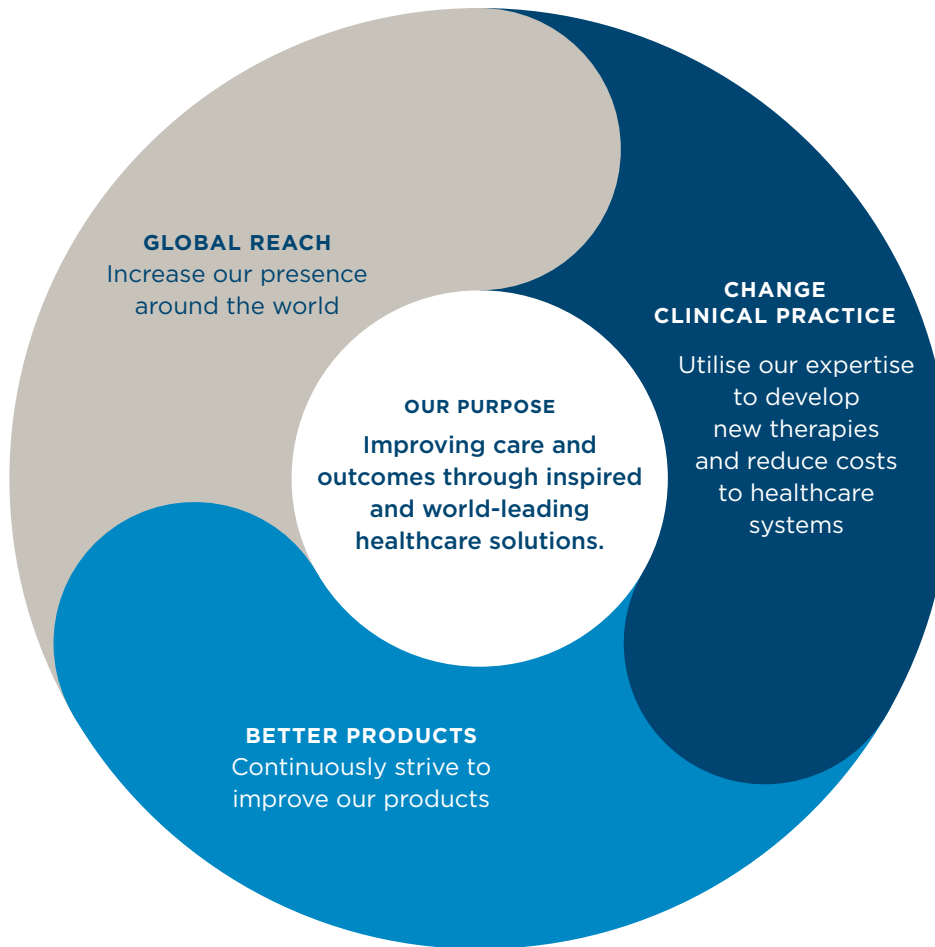 GLOBAL REACH
Increase our presence
around the world
CHANGE
CLINICAL PRACTICE
Utilise our expertise
to develop
new therapies
and reduce costs
to healthcare
systems
OUR PURPOSE
Improving care and
outcomes through inspired
and world-leading
healthcare solutions.
BETTER PRODUCTS
Continuously strive to
improve our products